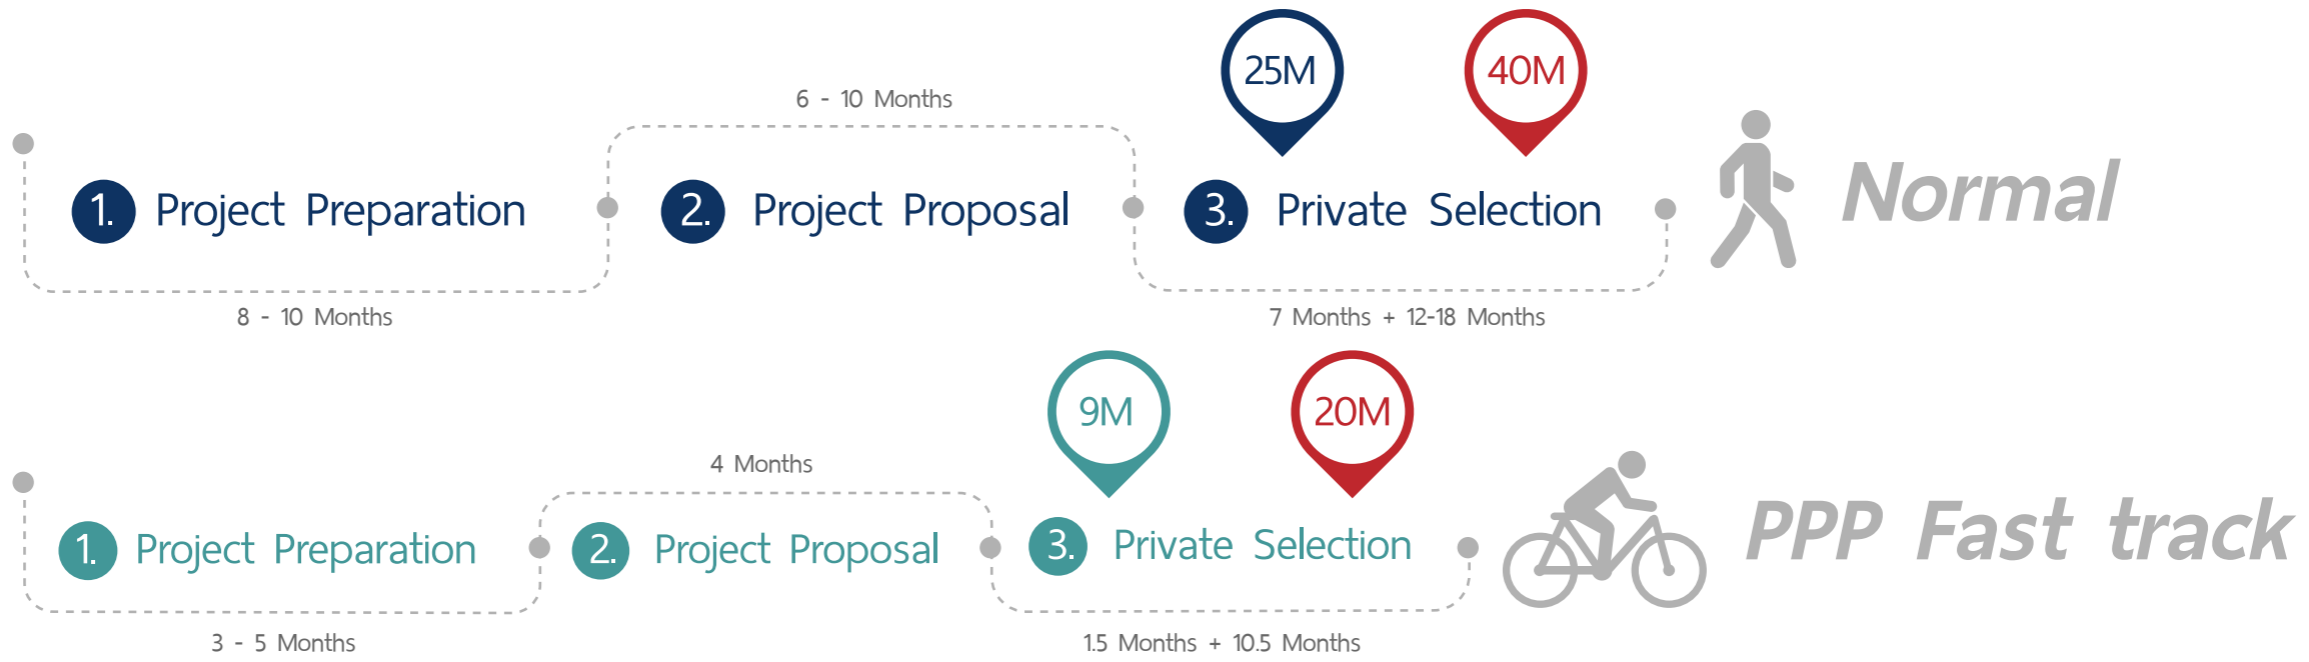 25M
40M
6 - 10 Months
1. Project Preparation
2. Project Proposal
3. Private Selection
Normal
8 - 10 Months
7 Months + 12-18 Months
9M
20M
4 Months
1. Project Preparation
2. Project Proposal
3. Private Selection
PPP Fast track
3 - 5 Months
1.5 Months + 10.5 Months